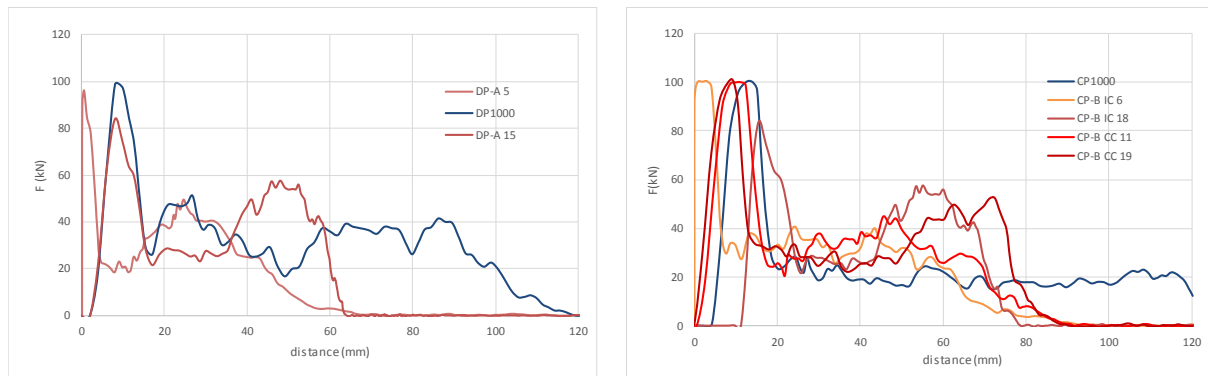 120
100
80
60
40
20
0
F (kN)
0 20 40 60 80 100 120
distance (mm)
DP-A 5
DP1000
DP-A 15
120
100
80
60
40
20
0
F(kN)
0 20 40 60 80 100 120
distance (mm)
CP1000
CP-B IC 6
CP-B IC 18
CP-B CC 11
CP-B CC 19